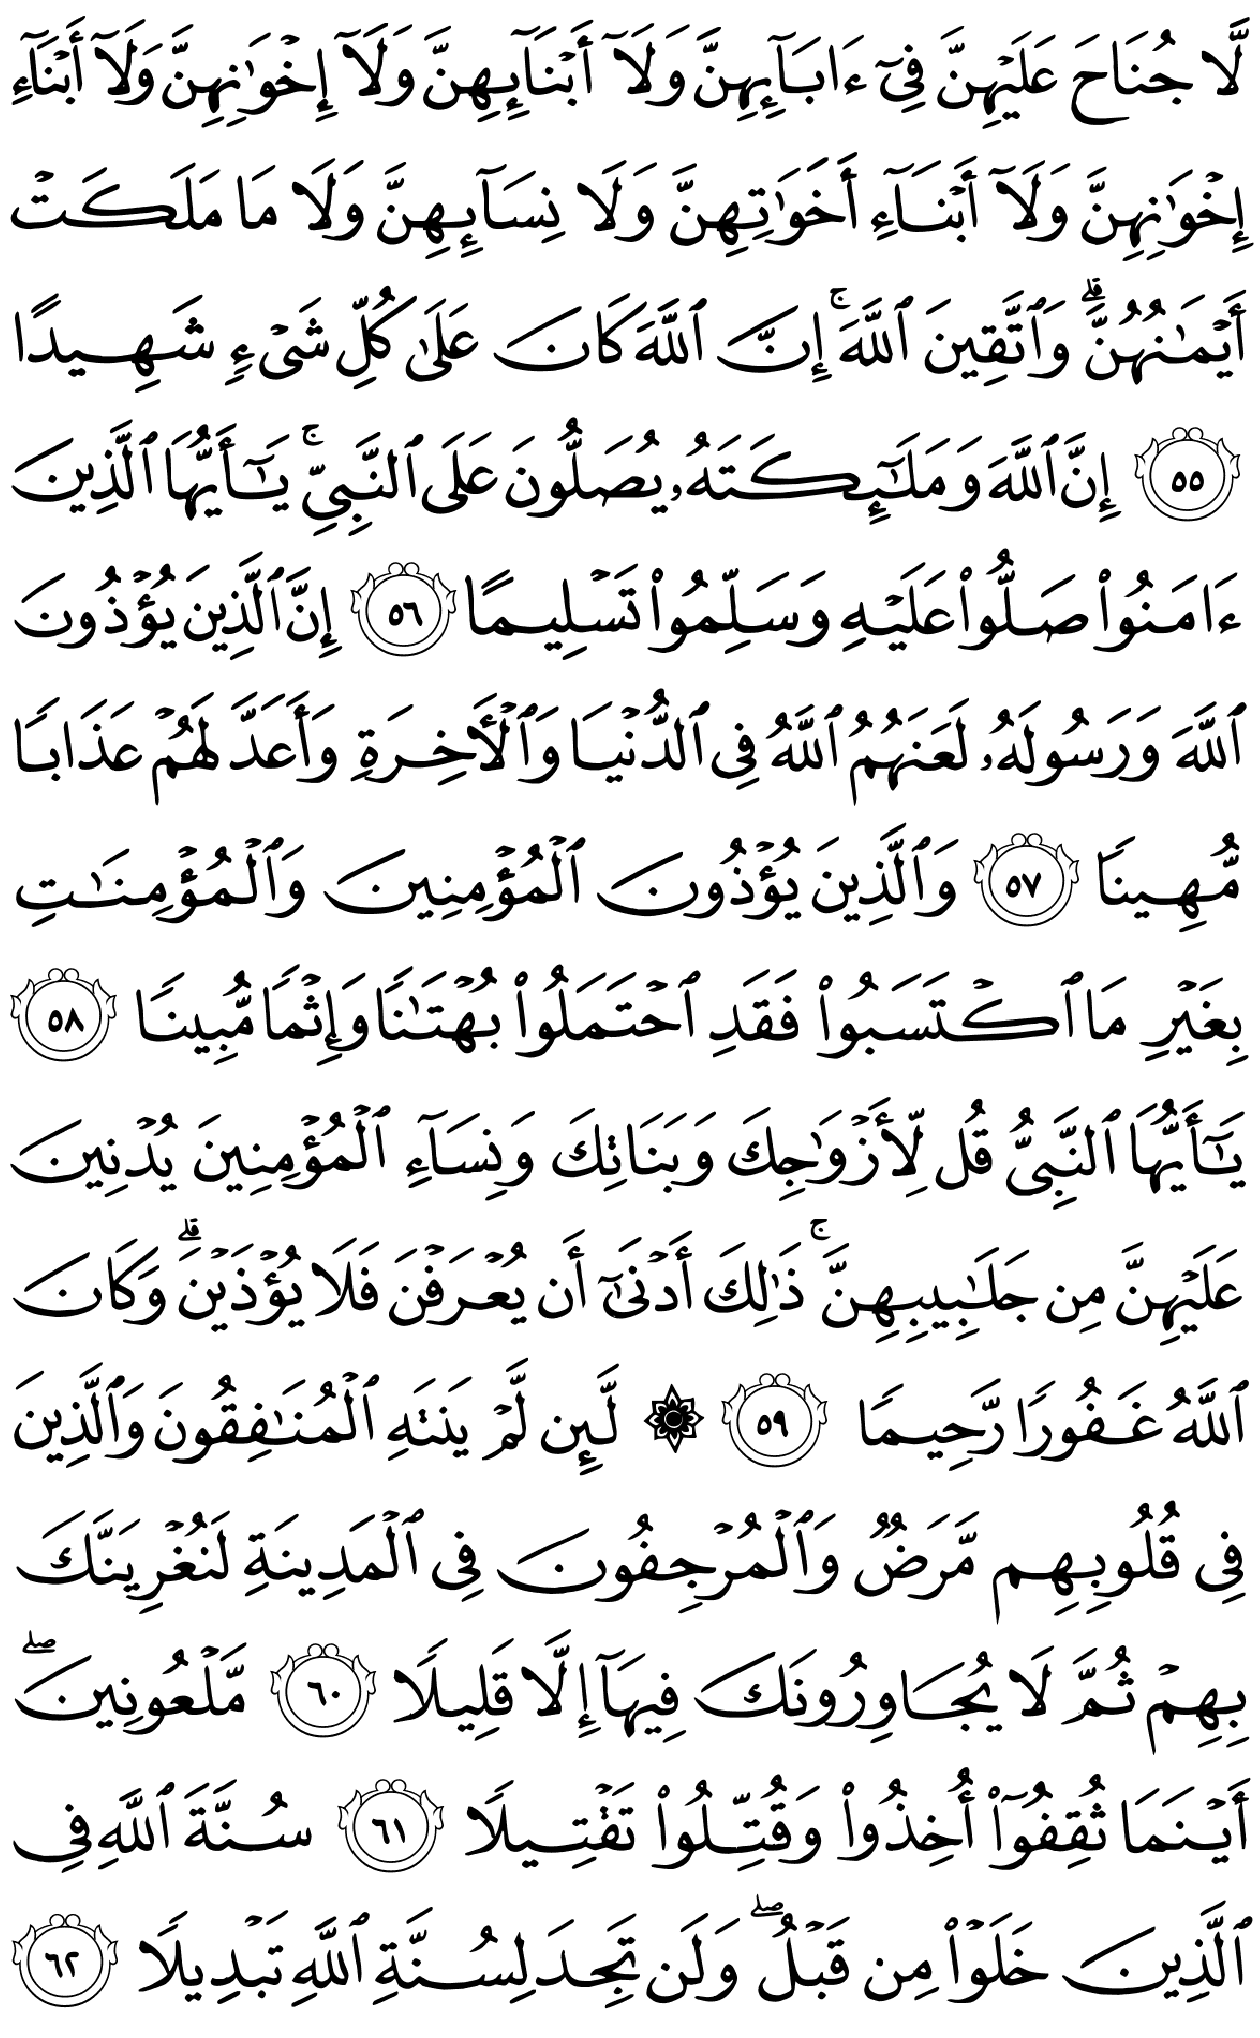 لَّا جُنَاحَ عَلَيْهِنَّ فِىٓ ءَابَآئِهِنَّ وَلَآ أَبْنَآئِهِنَّ وَلَآ إِخْوَٰنِهِنَّ وَلَآ أَبْنَآءِ
إِخْوَٰنِهِنَّ وَلَآ أَبْنَآءِ أَخَوَٰتِهِنَّ وَلَا نِسَآئِهِنَّ وَلَا مَا مَلَكَتْ
أَيْمَٰنُهُنَّ ۗ وَٱتَّقِينَ ٱللَّهَ ۚ إِنَّ ٱللَّهَ كَانَ عَلَىٰ كُلِّ شَىْءٍ شَهِيدًا
٥٥ إِنَّ ٱللَّهَ وَمَلَٰٓئِكَتَهُۥ يُصَلُّونَ عَلَى ٱلنَّبِىِّ ۚ يَٰٓأَيُّهَا ٱلَّذِينَ
ءَامَنُوا۟ صَلُّوا۟ عَلَيْهِ وَسَلِّمُوا۟ تَسْلِيمًا ٥٦ إِنَّ ٱلَّذِينَ يُؤْذُونَ
ٱللَّهَ وَرَسُولَهُۥ لَعَنَهُمُ ٱللَّهُ فِى ٱلدُّنْيَا وَٱلْأَخِرَةِ وَأَعَدَّ لَهُمْ عَذَابًا
مُّهِينًا ٥٧ وَٱلَّذِينَ يُؤْذُونَ ٱلْمُؤْمِنِينَ وَٱلْمُؤْمِنَٰتِ
بِغَيْرِ مَا ٱكْتَسَبُوا۟ فَقَدِ ٱحْتَمَلُوا۟ بُهْتَٰنًا وَإِثْمًا مُّبِينًا ٥٨
يَٰٓأَيُّهَا ٱلنَّبِىُّ قُل لِّأَزْوَٰجِكَ وَبَنَاتِكَ وَنِسَآءِ ٱلْمُؤْمِنِينَ يُدْنِينَ
عَلَيْهِنَّ مِن جَلَٰبِيبِهِنَّ ۚ ذَٰلِكَ أَدْنَىٰٓ أَن يُعْرَفْنَ فَلَا يُؤْذَيْنَ ۗ وَكَانَ
ٱللَّهُ غَفُورًا رَّحِيمًا ٥٩ ۞ لَّئِن لَّمْ يَنتَهِ ٱلْمُنَٰفِقُونَ وَٱلَّذِينَ
فِى قُلُوبِهِم مَّرَضٌ وَٱلْمُرْجِفُونَ فِى ٱلْمَدِينَةِ لَنُغْرِيَنَّكَ
بِهِمْ ثُمَّ لَا يُجَاوِرُونَكَ فِيهَآ إِلَّا قَلِيلًا ٦٠ مَّلْعُونِينَ ۖ
أَيْنَمَا ثُقِفُوٓا۟ أُخِذُوا۟ وَقُتِّلُوا۟ تَقْتِيلًا ٦١ سُنَّةَ ٱللَّهِ فِى
ٱلَّذِينَ خَلَوْا۟ مِن قَبْلُ ۖ وَلَن تَجِدَ لِسُنَّةِ ٱللَّهِ تَبْدِيلًا ٦٢